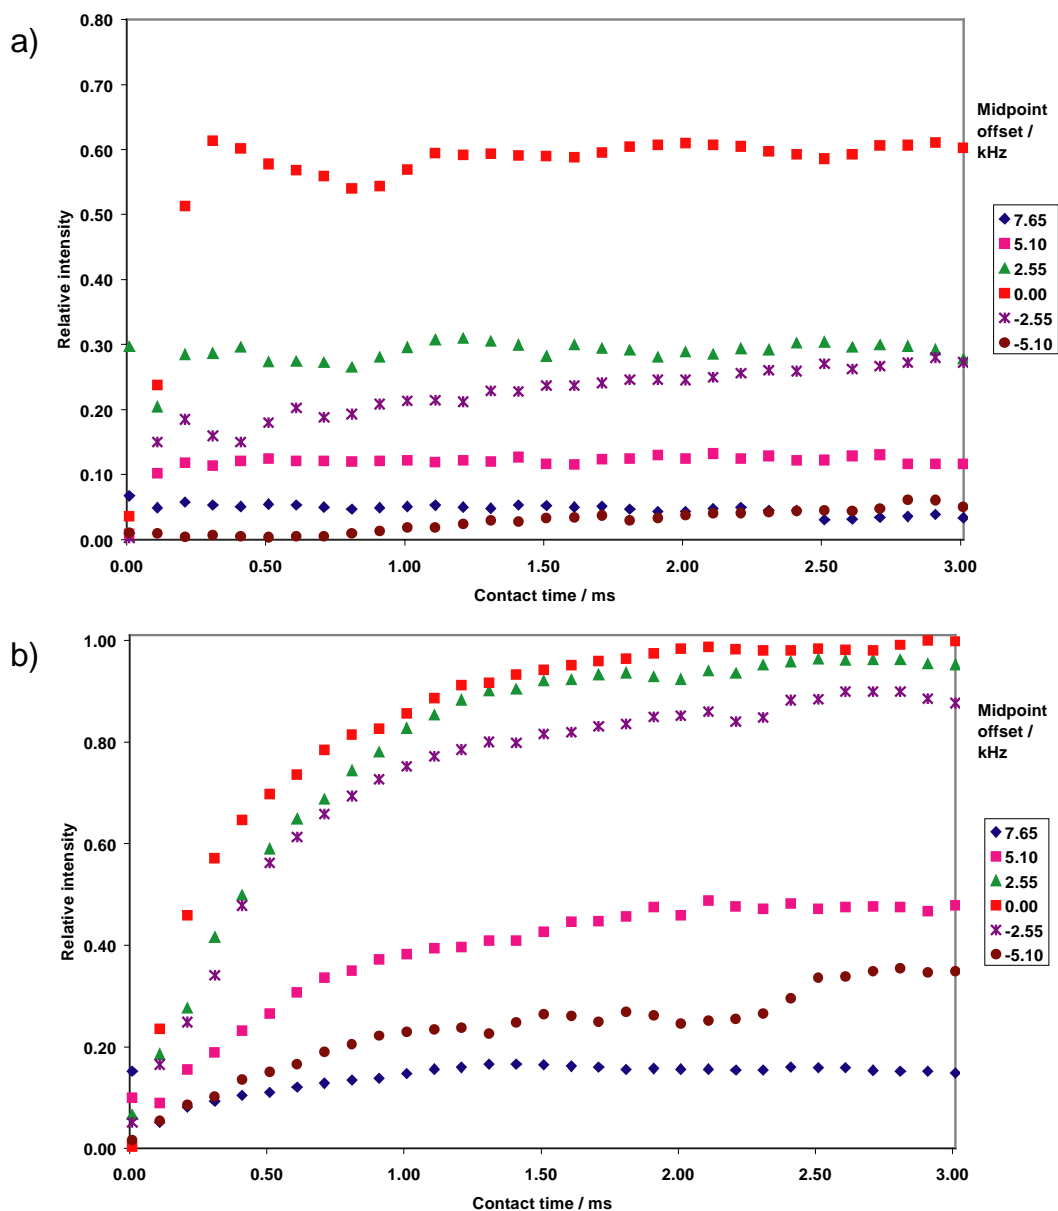 a)
0.80
0.70
0.60
0.50
0.40
0.30
0.20
0.10
0.00
Relative intensity
0.00 0.50 1.00 1.50 2.00 2.50 3.00
Contact time / ms
Midpoint
offset /
kHz
7.65
5.10
2.55
0.00
-2.55
-5.10
b)
1.00
0.80
0.60
0.40
0.20
0.00
Relative intensity
0.00 0.50 1.00 1.50 2.00 2.50 3.00
Contact time / ms
Midpoint
offset /
kHz
7.65
5.10
2.55
0.00
-2.55
-5.10